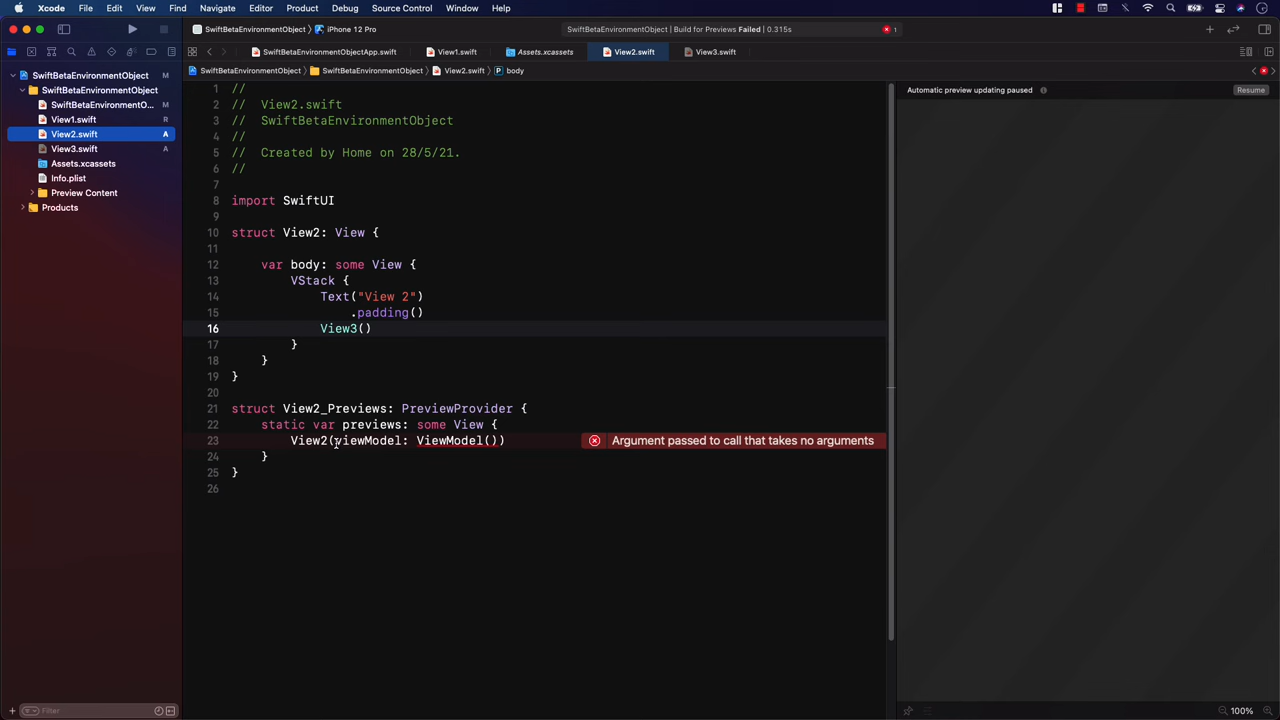 Xcode File Edit View Find Navigate Editor Product Debug Source Control Window Help
SwiftBetaEnvironmentObject › iPhone 12 Pro
SwiftBetaEnvironmentObject | Build for Previews Failed | 0.315s
1
SwiftBetaEnvironmentObjectApp.swift View1.swift Assets.xcassets View2.swift View3.swift
SwiftBetaEnvironmentObject › SwiftBetaEnvironmentObject › View2.swift › P body
SwiftBetaEnvironmentObject M
SwiftBetaEnvironmentObject
SwiftBetaEnvironmentO... M
View1.swift R
View2.swift A
View3.swift A
Assets.xcassets
Info.plist
Preview Content
Products
Filter
1 //
2 // View2.swift
3 // SwiftBetaEnvironmentObject
4 //
5 // Created by Home on 28/5/21.
6 //
7
8 import SwiftUI
9
10 struct View2: View {
11
12 var body: some View {
13 VStack {
14 Text("View 2")
15 .padding()
16 View3()
17 }
18 }
19 }
20
21 struct View2_Previews: PreviewProvider {
22 static var previews: some View {
23 View2(viewModel: ViewModel()) Argument passed to call that takes no arguments
24 }
25 }
26
Automatic preview updating paused Resume
100%